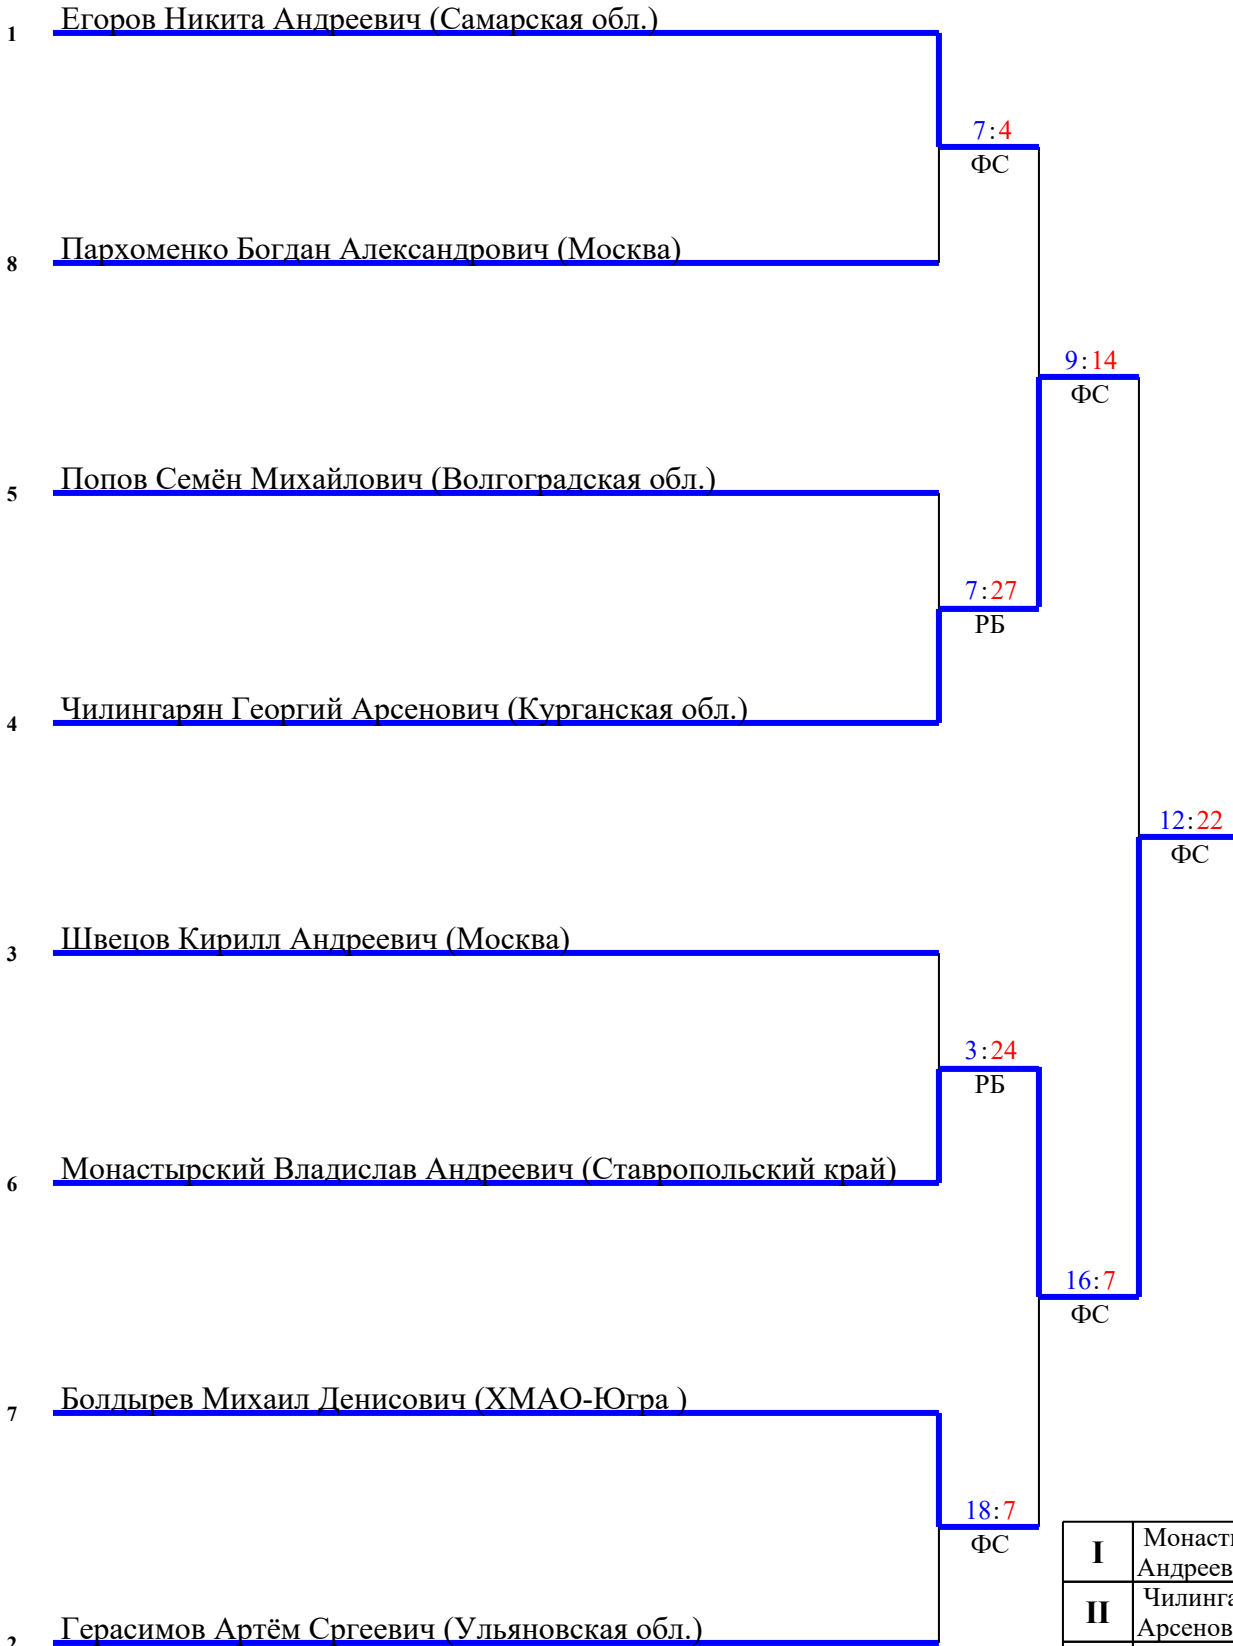 1 Егоров Никита Андреевич (Самарская обл.)
7:4
ФС
8 Пархоменко Богдан Александрович (Москва)
9:14
ФС
5 Попов Семён Михайлович (Волгоградская обл.)
7:27
РБ
4 Чилингарян Георгий Арсенович (Курганская обл.)
12:22
ФС
3 Швецов Кирилл Андреевич (Москва)
3:24
РБ
6 Монастырский Владислав Андреевич (Ставропольский край)
16:7
ФС
7 Болдырев Михаил Денисович (ХМАО-Югра )
18:7
ФС
I
II
2 Герасимов Артём Сргеевич (Ульяновская обл.)